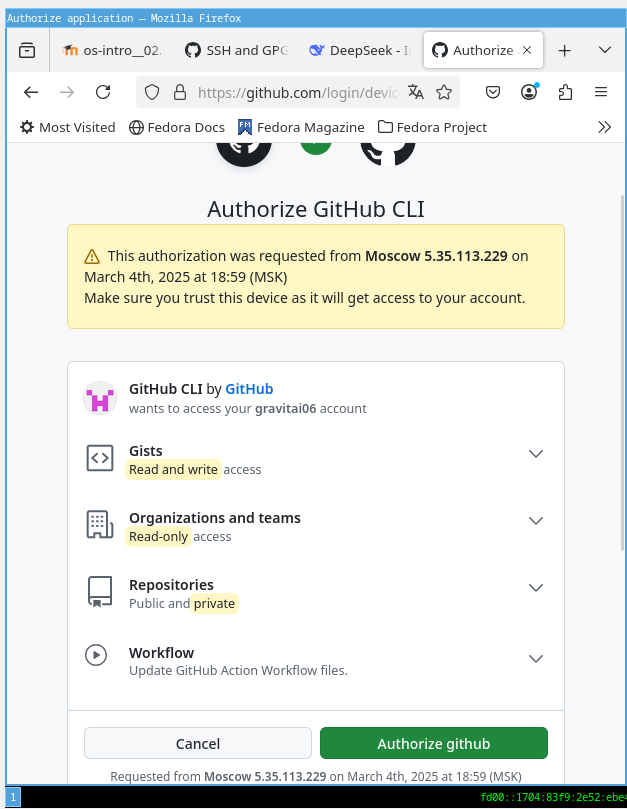 Authorize application — Mozilla Firefox
os-intro__02.
SSH and GPG
DeepSeek - I
Authorize
https://github.com/login/devic
Most Visited
Fedora Docs
Fedora Magazine
Fedora Project
Authorize GitHub CLI
This authorization was requested from Moscow 5.35.113.229 on
March 4th, 2025 at 18:59 (MSK)
Make sure you trust this device as it will get access to your account.
GitHub CLI by GitHub
wants to access your gravitai06 account
Gists
Read and write access
Organizations and teams
Read-only access
Repositories
Public and private
Workflow
Update GitHub Action Workflow files.
Cancel
Authorize github
Requested from Moscow 5.35.113.229 on March 4th, 2025 at 18:59 (MSK)
1
fd00::1704:83f9:2e52:ebe4